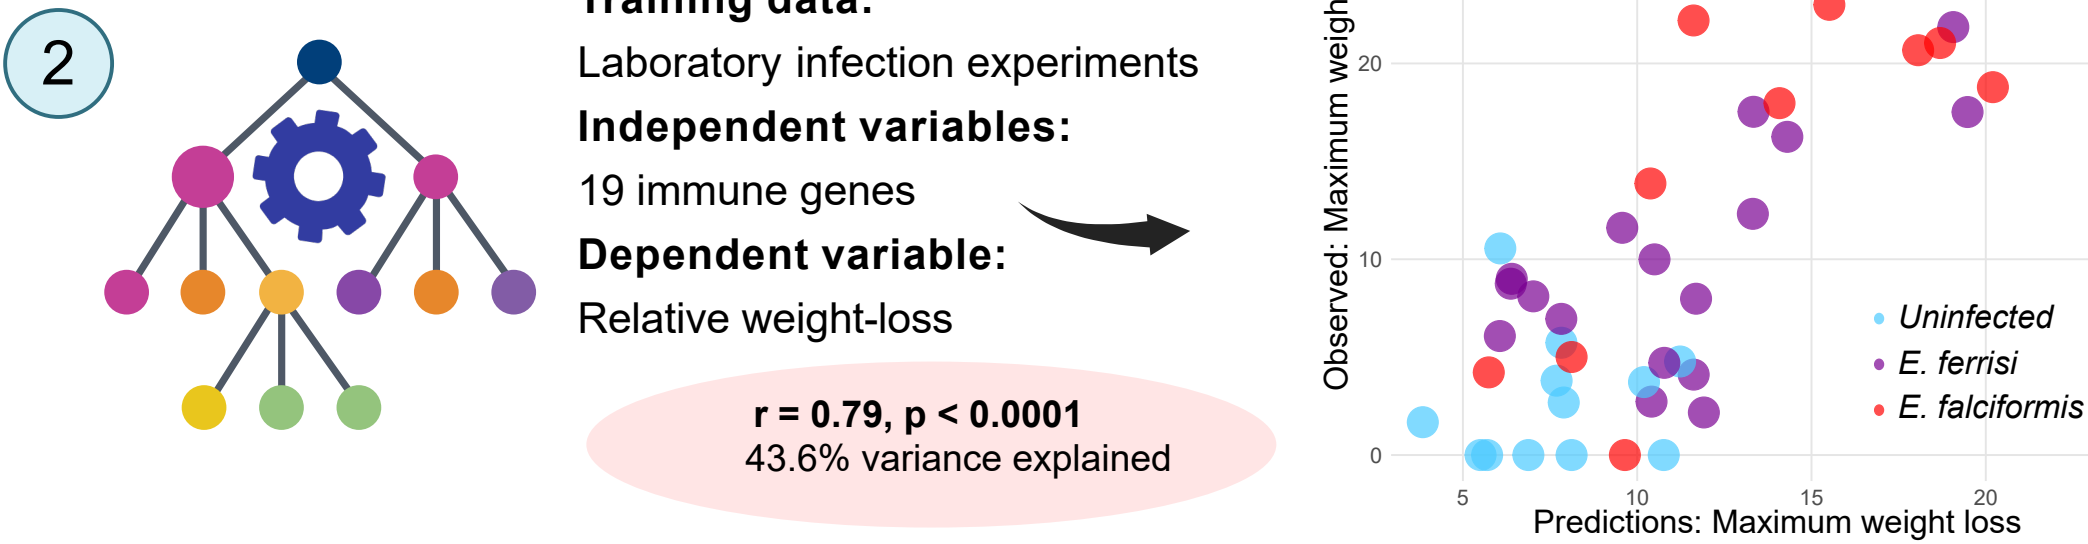 2
Training data:
Laboratory infection experiments
Independent variables:
19 immune genes
Dependent variable:
Relative weight-loss
r = 0.79, p < 0.0001
43.6% variance explained
Observed: Maximum weigh
20
10
0
5 10 15 20
Predictions: Maximum weight loss
Uninfected
E. ferrisi
E. falciformis